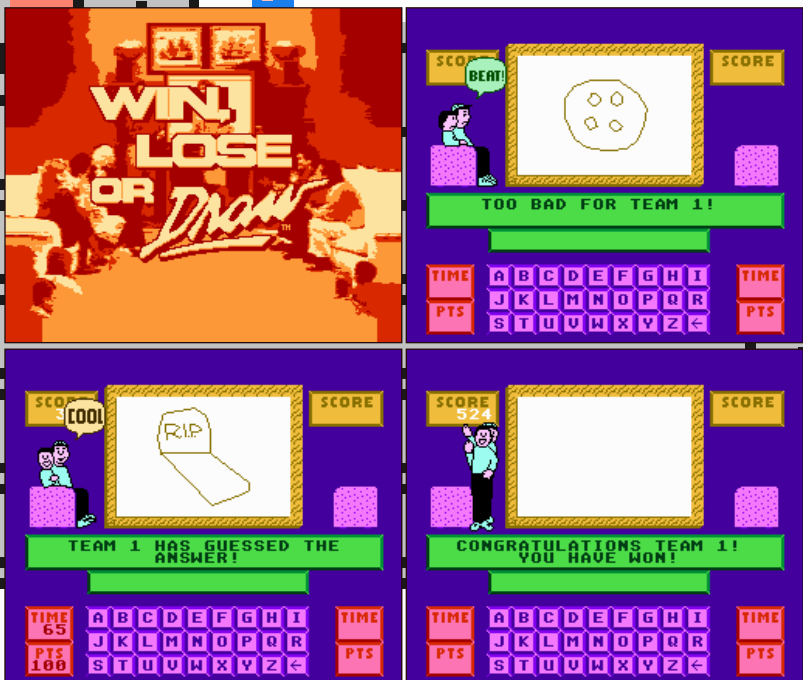 WIN,
LOSE
OR Draw
TM
SCORE
SCORE
BEAT!
TOO BAD FOR TEAM 1!
TIME
A B C D E F G H I
TIME
J K L M N O P Q R
PTS
PTS
S T U V W X Y Z ←
SCORE
SCORE
COOL
R.I.P
TEAM 1 HAS GUESSED THE
ANSWER!
TIME
A B C D E F G H I
TIME
65
J K L M N O P Q R
PTS
PTS
100
S T U V W X Y Z ←
SCORE
SCORE
524
CONGRATULATIONS TEAM 1!
YOU HAVE WON!
TIME
A B C D E F G H I
TIME
J K L M N O P Q R
PTS
PTS
S T U V W X Y Z ←